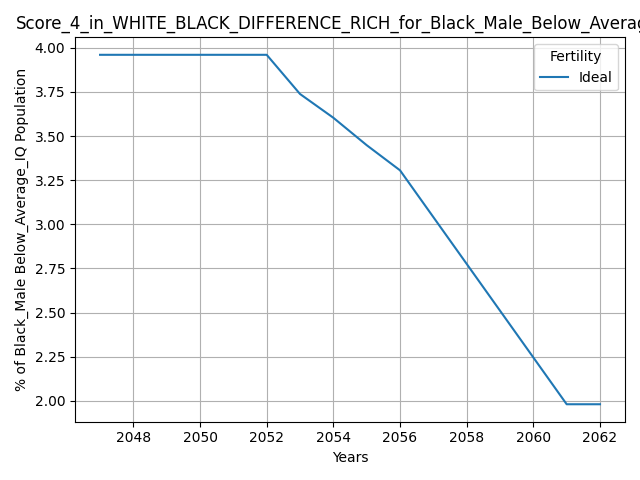 Score_4_in_WHITE_BLACK_DIFFERENCE_RICH_for_Black_Male_Below_Averag
4.00
3.75
3.50
3.25
3.00
2.75
2.50
2.25
2.00
% of Black_Male Below_Average_IQ Population
Fertility
Ideal
2048 2050 2052 2054 2056 2058 2060 2062
Years